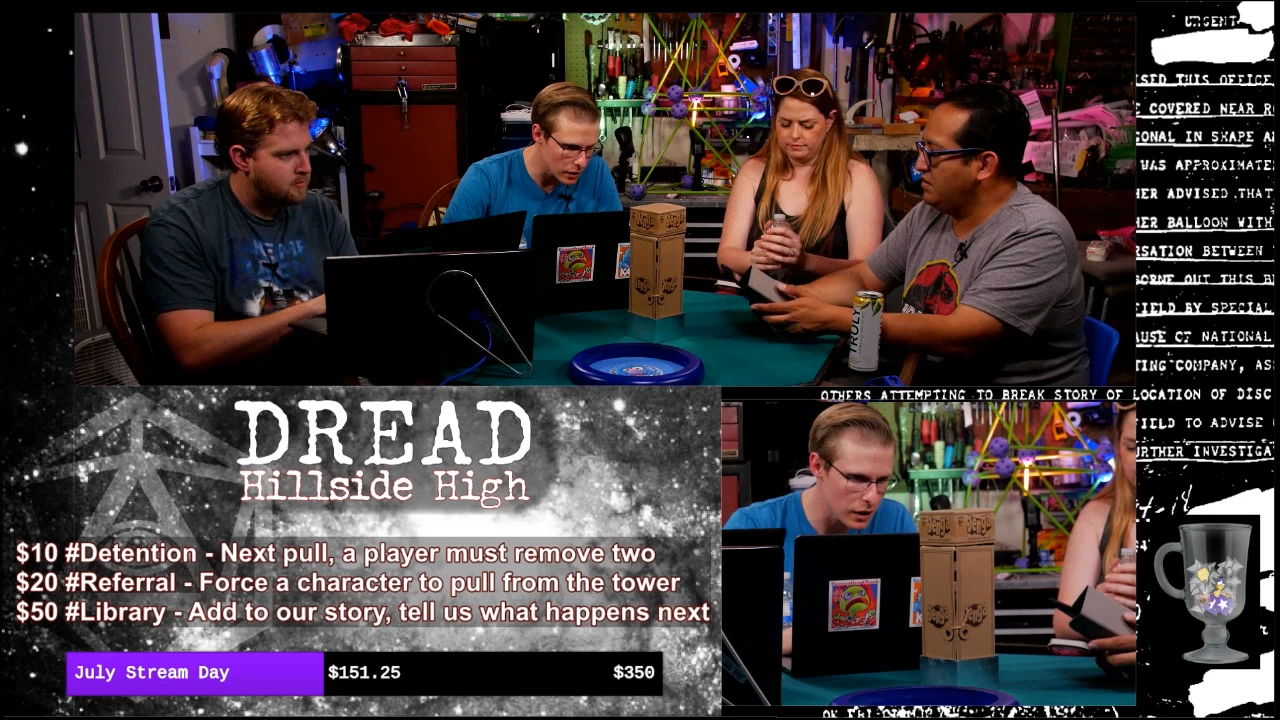 URGENT
SED THIS OFFICE
COVERED NEAR
ONAL IN SHAPE
WAS APPROXIMATE
HER ADVISED THAT
HER BALLOON WITH
RSATION BETWEEN
BORNE OUT THIS
FIELD BY SPECIAL
AUSE OF NATIONAL
TING COMPANY, AS
OTHERS ATTEMPTING TO BREAK STORY OF LOCATION OF DISC
FIELD TO ADVISE
URTHER INVESTIGA
TRULY
DREAD
Hillside High
$10 #Detention - Next pull, a player must remove two
$20 #Referral - Force a character to pull from the tower
$50 #Library - Add to our story, tell us what happens next
July Stream Day $151.25 $350